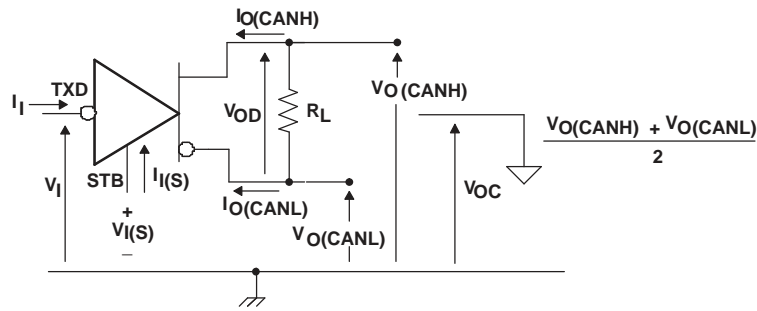 I_O(CANH)
TXD
I_I
V_O(CANH)
V_OD
R_L
V_O(CANH) + V_O(CANL)
2
V_I
STB
I_I(S)
V_OC
I_O(CANL)
+
V_I(S)
–
V_O(CANL)